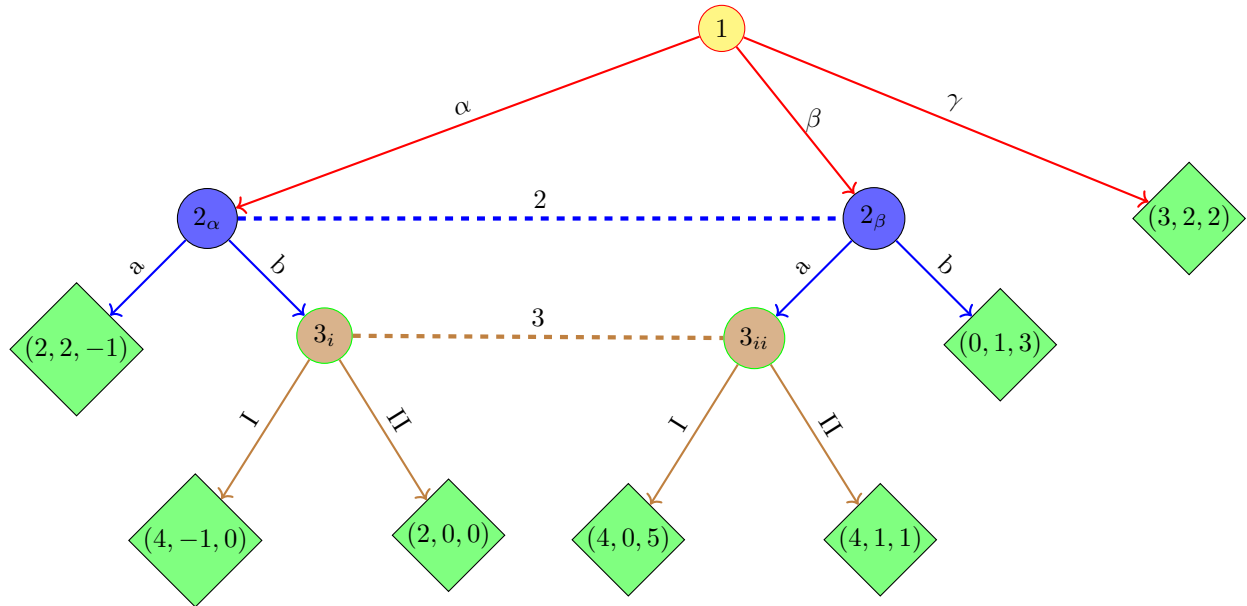 1
α
β
γ
2α
2
2β
(3, 2, 2)
a
b
a
b
(2, 2, −1)
3i
3
3ii
(0, 1, 3)
I
II
I
II
(4, −1, 0)
(2, 0, 0)
(4, 0, 5)
(4, 1, 1)